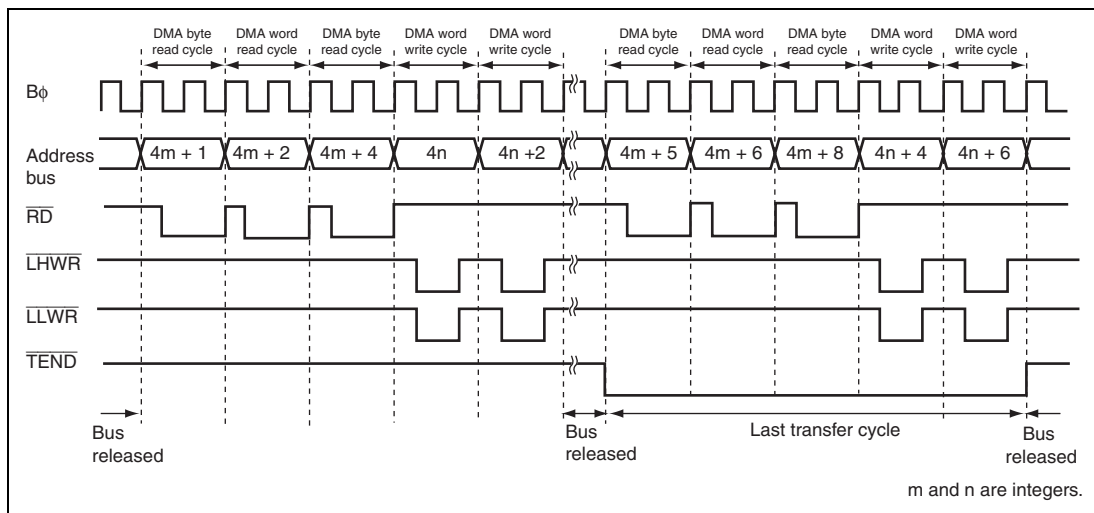 DMA byte read cycle
DMA word read cycle
DMA byte read cycle
DMA word write cycle
DMA word write cycle
DMA byte read cycle
DMA word read cycle
DMA byte read cycle
DMA word write cycle
DMA word write cycle
Bφ
Address bus
4m + 1
4m + 2
4m + 4
4n
4n +2
4m + 5
4m + 6
4m + 8
4n + 4
4n + 6
RD
LHWR
LLWR
TEND
Bus released
Bus released
Last transfer cycle
Bus released
m and n are integers.